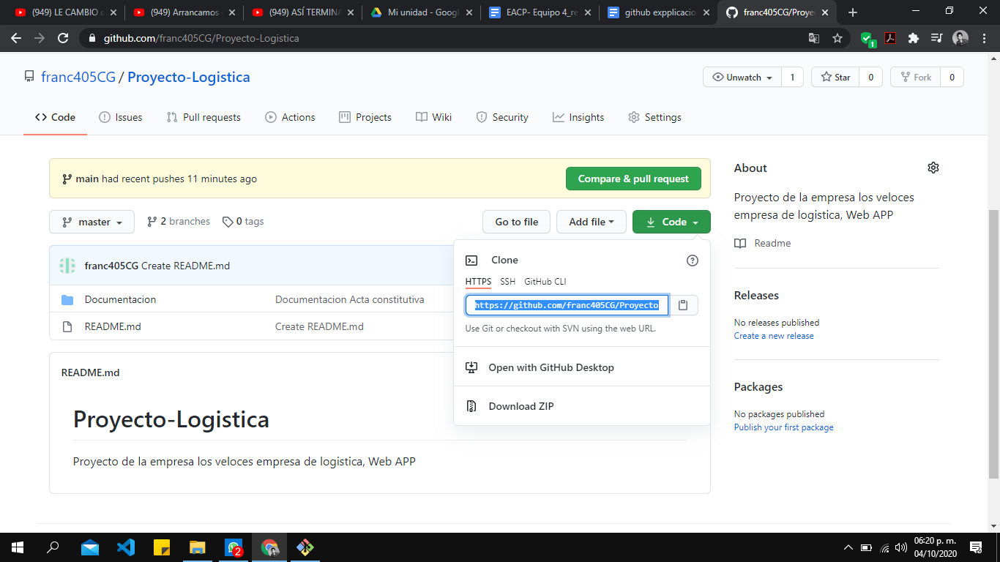 (949) LE CAMBIO
(949) Arrancamos
(949) ASÍ TERMINA
Mi unidad - Googl
EACP- Equipo 4_re
github expplicacio
franc405CG/Proye
github.com/franc405CG/Proyecto-Logistica
1
franc405CG / Proyecto-Logistica
Unwatch 1
Star 0
Fork 0
Code
Issues
Pull requests
Actions
Projects
Wiki
Security
Insights
Settings
main had recent pushes 11 minutes ago
Compare & pull request
master
2 branches
0 tags
Go to file
Add file
Code
franc405CG Create README.md
Documentacion
Documentacion Acta constitutiva
README.md
Create README.md
Clone
HTTPS SSH GitHub CLI
https://github.com/franc405CG/Proyecto
Use Git or checkout with SVN using the web URL.
Open with GitHub Desktop
Download ZIP
README.md
Proyecto-Logistica
Proyecto de la empresa los veloces empresa de logistica, Web APP
About
Proyecto de la empresa los veloces
empresa de logistica, Web APP
Readme
Releases
No releases published
Create a new release
Packages
No packages published
Publish your first package
2
06:20 p. m.
04/10/2020